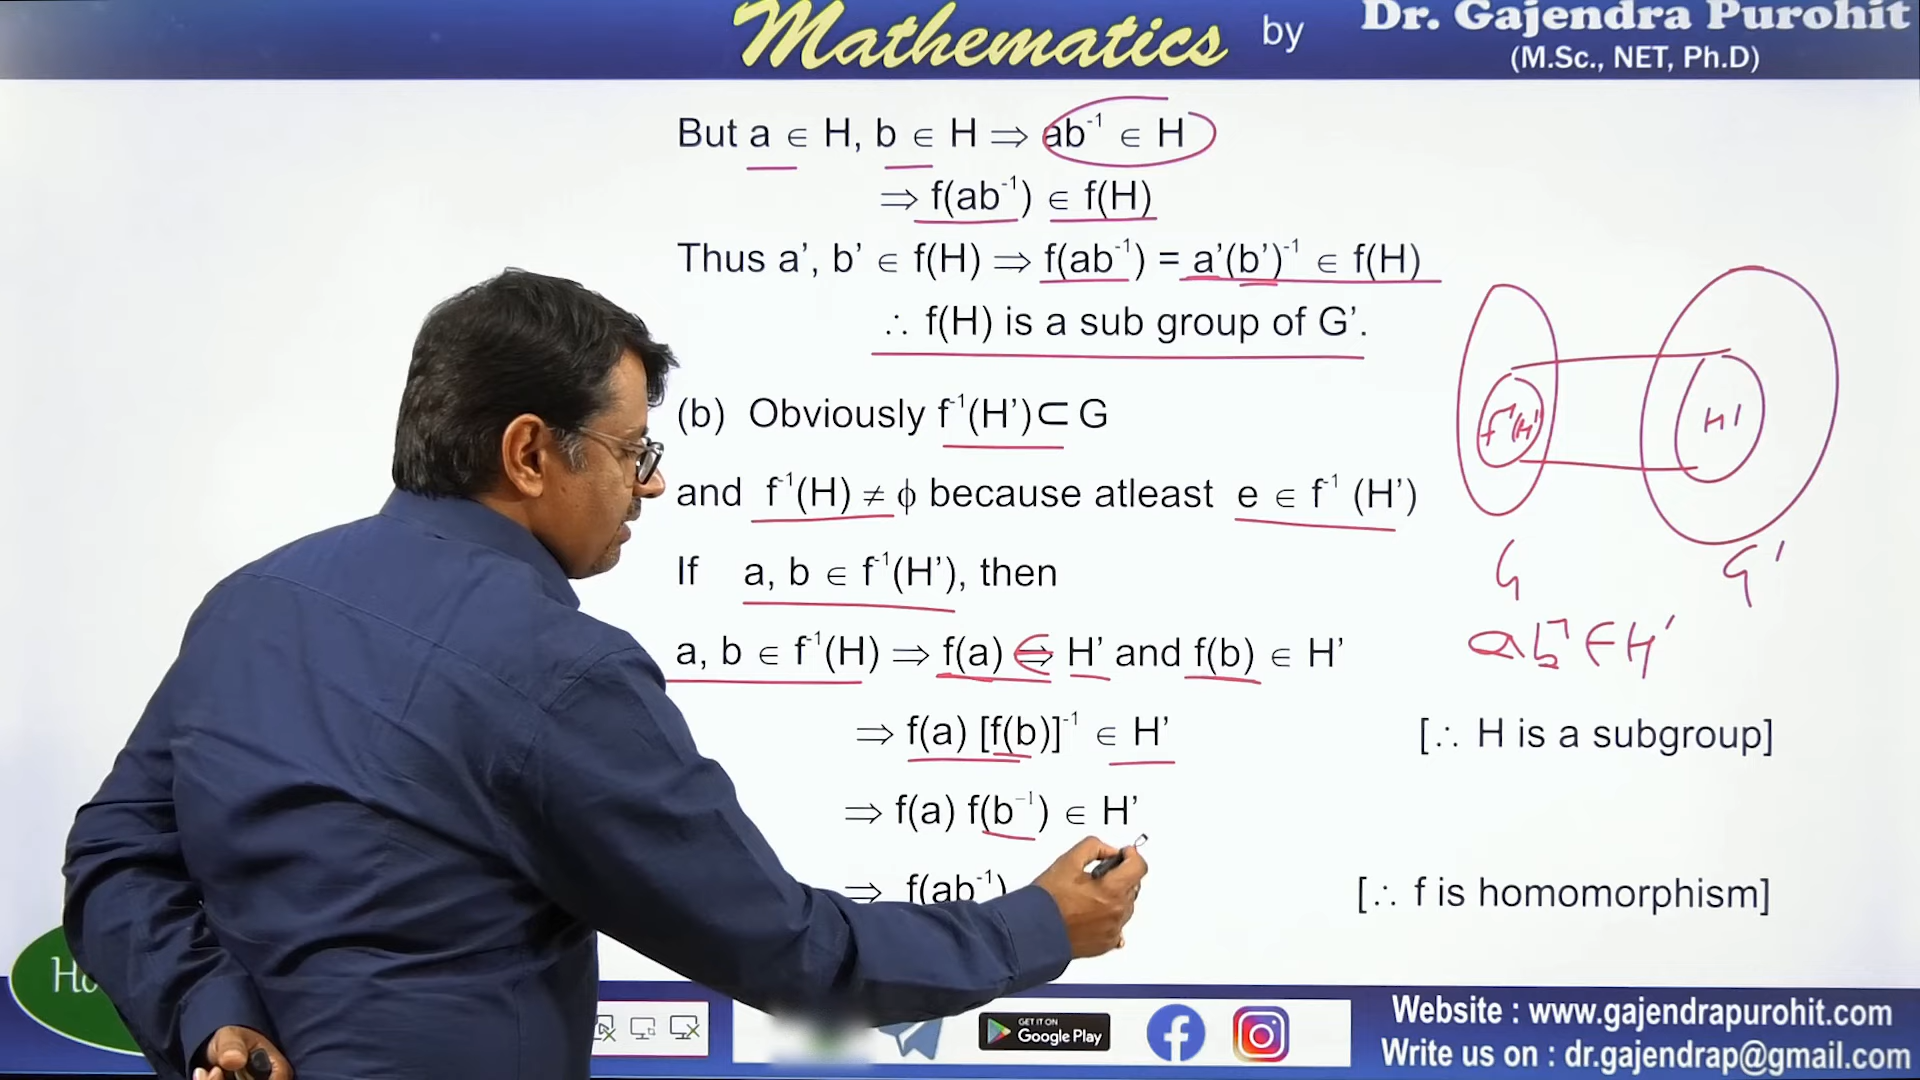 Mathematics by Dr. Gajendra Purohit
(M.Sc., NET, Ph.D)
But a ∈ H, b ∈ H ⇒ ab⁻¹ ∈ H
⇒ f(ab⁻¹) ∈ f(H)
Thus a’, b’ ∈ f(H) ⇒ f(ab⁻¹) = a’(b’)⁻¹ ∈ f(H)
∴ f(H) is a sub group of G’.
(b) Obviously f⁻¹(H’) ⊂ G
and f⁻¹(H) ≠ ϕ because atleast e ∈ f⁻¹ (H’)
If a, b ∈ f⁻¹(H’), then
a, b ∈ f⁻¹(H) ⇒ f(a) ∈ H’ and f(b) ∈ H’
⇒ f(a) [f(b)]⁻¹ ∈ H’ [∴ H is a subgroup]
⇒ f(a) f(b⁻¹) ∈ H’
⇒ f(ab⁻¹) [∴ f is homomorphism]
f⁻¹(H')
H'
G
G'
ab⁻¹ ∈ H'
GET IT ON
Google Play
Website : www.gajendrapurohit.com
Write us on : dr.gajendrap@gmail.com